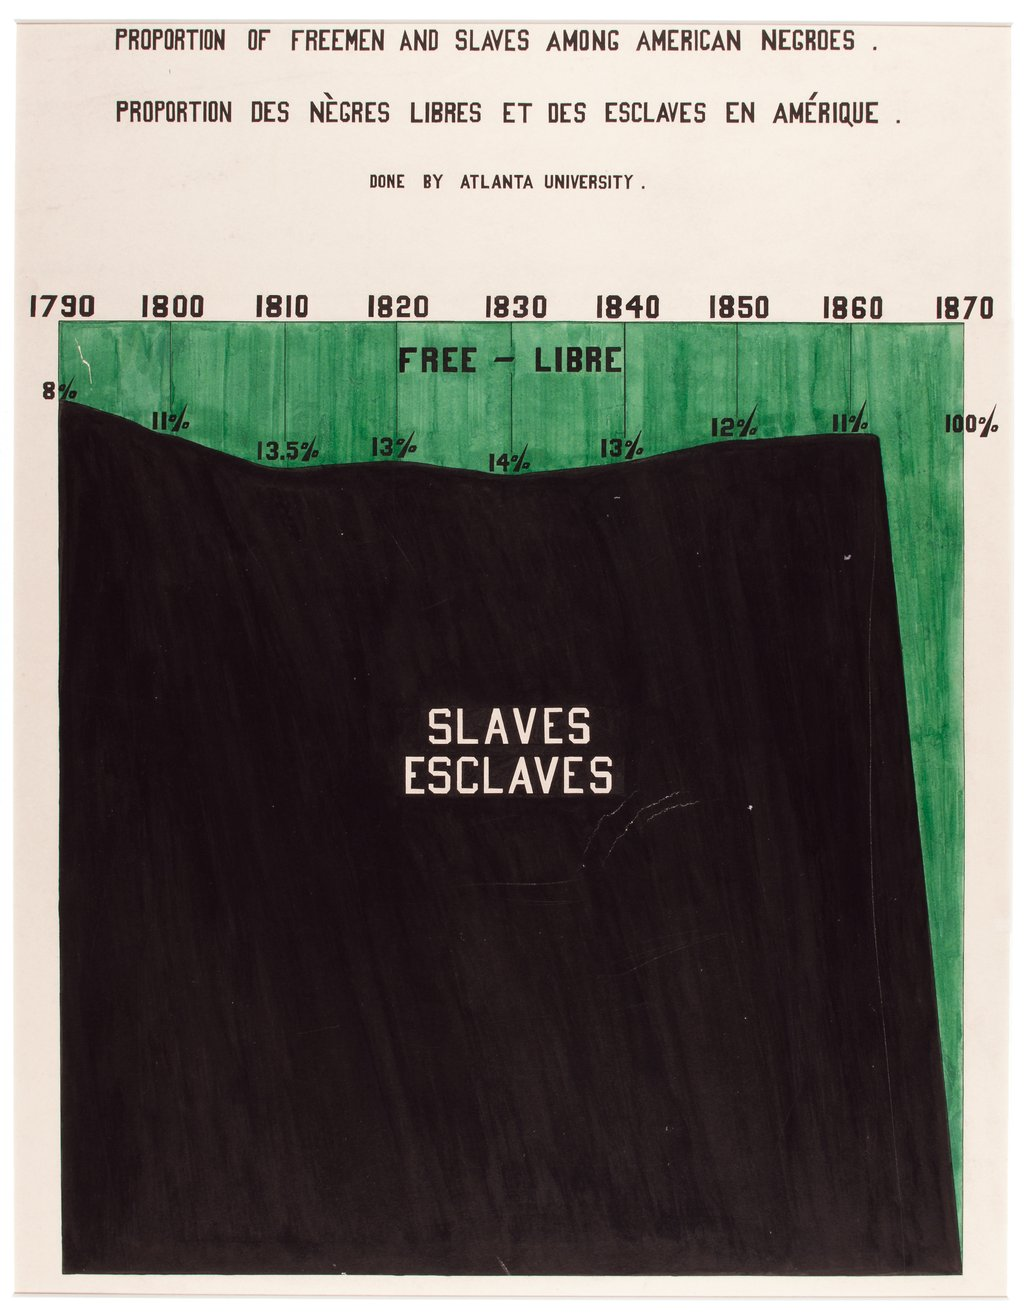 PROPORTION OF FREEMEN AND SLAVES AMONG AMERICAN NEGROES .
PROPORTION DES NÈGRES LIBRES ET DES ESCLAVES EN AMÉRIQUE .
DONE BY ATLANTA UNIVERSITY .
1790 1800 1810 1820 1830 1840 1850 1860 1870
FREE – LIBRE
8% 11% 13.5% 13% 14% 13% 12% 11% 100%
SLAVES
ESCLAVES